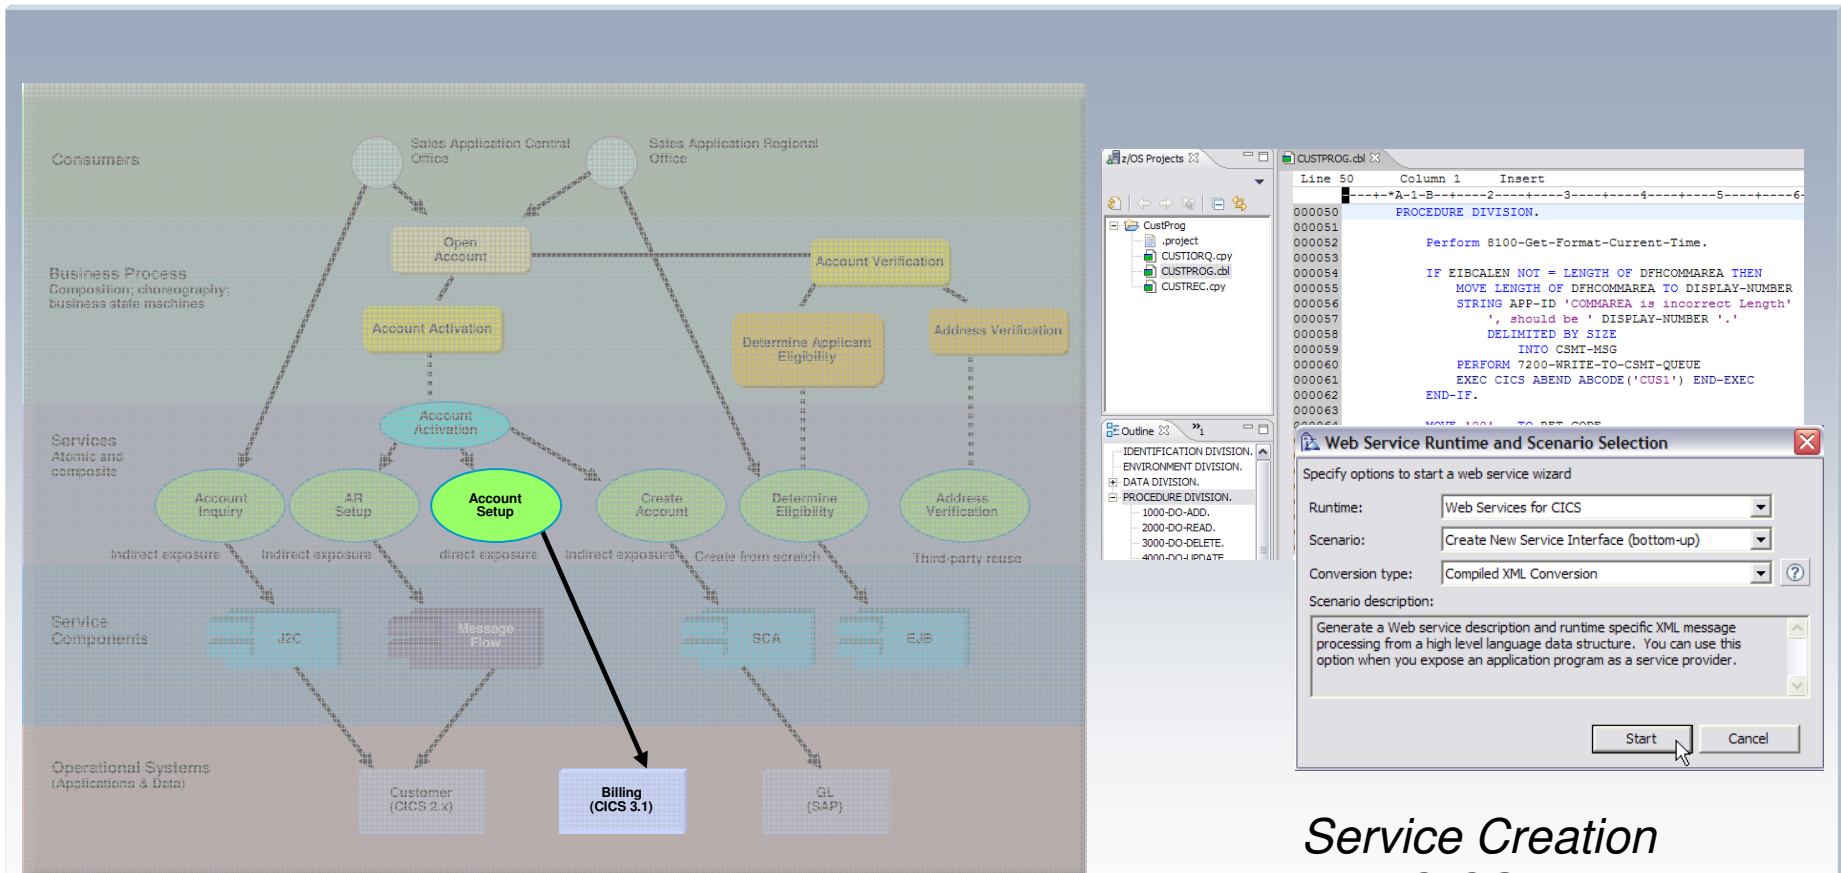 Consumers
Sales Application Central
Office
Sales Application Regional
Office
Business Process
Composition; choreography;
business state machines
Open
Account
Account Verification
Account Activation
Determine Applicant
Eligibility
Address Verification
Services
Atomic and
composite
Account
Activation
Account
Inquiry
AR
Setup
Account
Setup
Create
Account
Determine
Eligibility
Address
Verification
Indirect exposure
Indirect exposure
direct exposure
Indirect exposure
Create from scratch
Third-party reuse
Service
Components
J2C
Message
Flow
SCA
EJB
Operational Systems
(Applications & Data)
Customer
(CICS 2.x)
Billing
(CICS 3.1)
GL
(SAP)
z/OS Projects
CustProg
.project
CUSTIORQ.cpy
CUSTPROG.cbl
CUSTREC.cpy
Outline
1
IDENTIFICATION DIVISION.
ENVIRONMENT DIVISION.
DATA DIVISION.
PROCEDURE DIVISION.
1000-DO-ADD.
2000-DO-READ.
3000-DO-DELETE.
4000-DO-UPDATE
CUSTPROG.cbl
Line 50 Column 1 Insert
----+-*A-1-B--+----2----+----3----+----4----+----5----+----6-
000050 PROCEDURE DIVISION.
000051
000052 Perform 8100-Get-Format-Current-Time.
000053
000054 IF EIBCALEN NOT = LENGTH OF DFHCOMMAREA THEN
000055 MOVE LENGTH OF DFHCOMMAREA TO DISPLAY-NUMBER
000056 STRING APP-ID 'COMMAREA is incorrect Length'
000057 ', should be ' DISPLAY-NUMBER '.'
000058 DELIMITED BY SIZE
000059 INTO CSMT-MSG
000060 PERFORM 7200-WRITE-TO-CSMT-QUEUE
000061 EXEC CICS ABEND ABCODE('CUS1') END-EXEC
000062 END-IF.
000063
Web Service Runtime and Scenario Selection
Specify options to start a web service wizard
Runtime: Web Services for CICS
Scenario: Create New Service Interface (bottom-up)
Conversion type: Compiled XML Conversion
Scenario description:
Generate a Web service description and runtime specific XML message
processing from a high level language data structure. You can use this
option when you expose an application program as a service provider.
Start Cancel
Service Creation